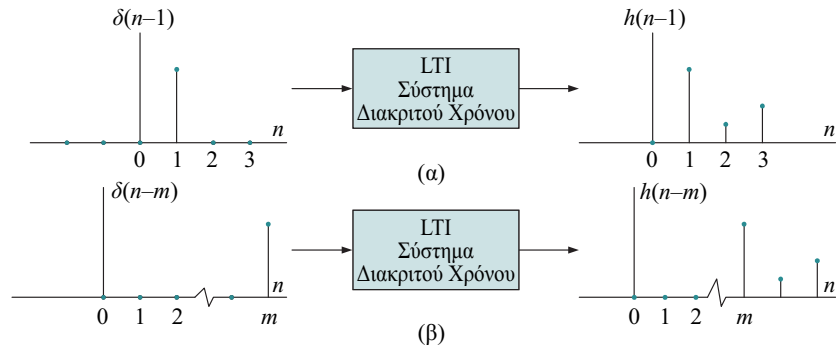 δ(n–1)
h(n–1)
LTI
Σύστημα
Διακριτού Χρόνου
n
n
0 1 2 3
0 1 2 3
(α)
δ(n–m)
h(n–m)
LTI
Σύστημα
Διακριτού Χρόνου
n
n
0 1 2 m
0 1 2 m
(β)